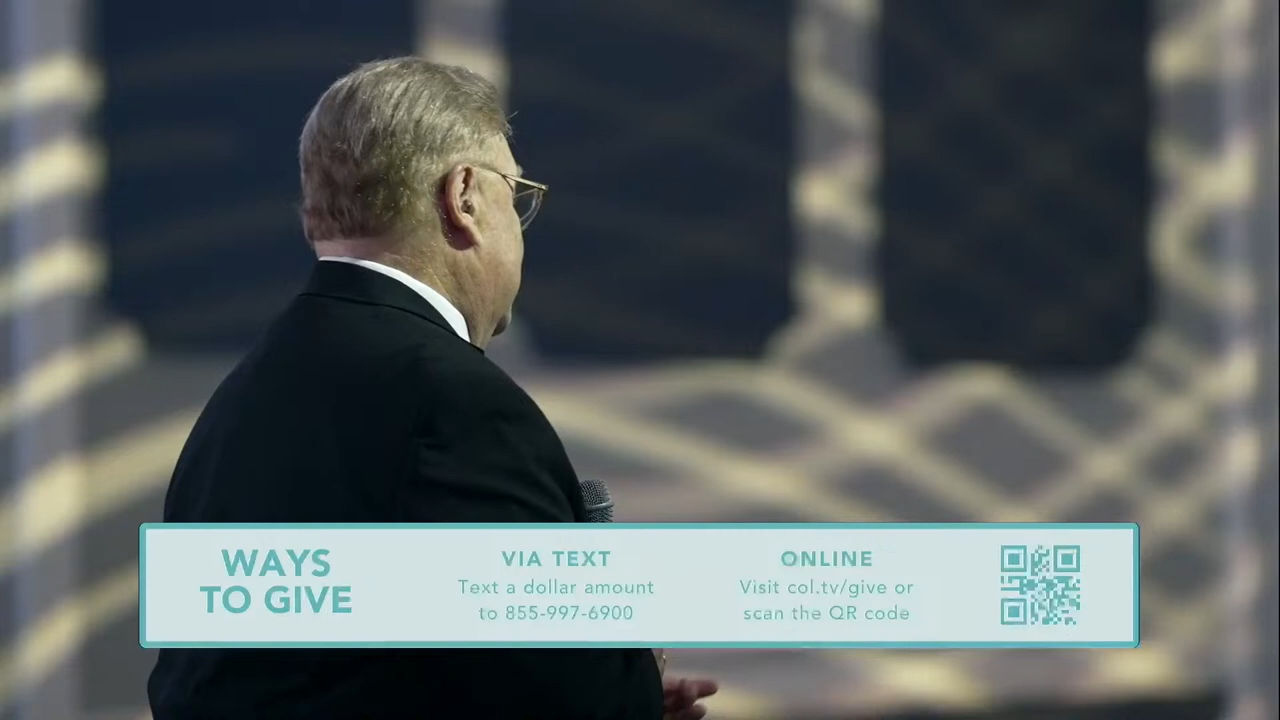 WAYS
TO GIVE
VIA TEXT
Text a dollar amount
to 855-997-6900
ONLINE
Visit col.tv/give or
scan the QR code